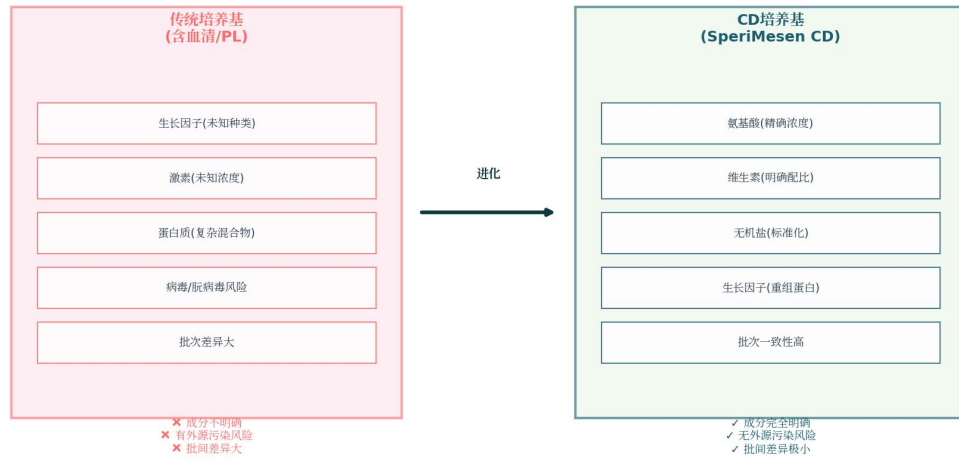 传统培养基
(含血清/PL)
生长因子(未知种类)
激素(未知浓度)
蛋白质(复杂混合物)
病毒/朊病毒风险
批次差异大
✖ 成分不明确
✖ 有外源污染风险
✖ 批间差异大
进化
CD培养基
(SperiMesen CD)
氨基酸(精确浓度)
维生素(明确配比)
无机盐(标准化)
生长因子(重组蛋白)
批次一致性高
✓ 成分完全明确
✓ 无外源污染风险
✓ 批间差异极小